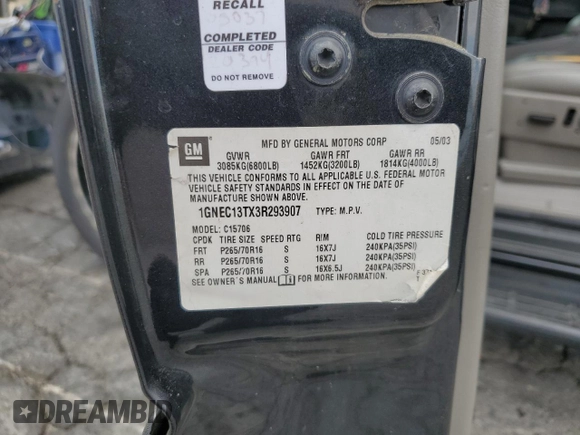 RECALL
COMPLETED
DEALER CODE
DO NOT REMOVE
GM
MFD BY GENERAL MOTORS CORP 05/03
GVWR GAWR FRT GAWR RR
3085KG(6800LB) 1452KG(3200LB) 1814KG(4000LB)
THIS VEHICLE CONFORMS TO ALL APPLICABLE U.S. FEDERAL MOTOR
VEHICLE SAFETY STANDARDS IN EFFECT ON THE DATE OF
MANUFACTURE SHOWN ABOVE.
1GNEC13TX3R293907 TYPE: M.P.V.
MODEL: C15706
CPDK TIRE SIZE SPEED RTG RIM COLD TIRE PRESSURE
FRT P265/70R16 S 16X7J 240KPA(35PSI)
RR P265/70R16 S 16X7J 240KPA(35PSI)
SPA P265/70R16 S 16X6.5J 240KPA(35PSI)
SEE OWNER'S MANUAL FOR MORE INFORMATION.
DREAMBID